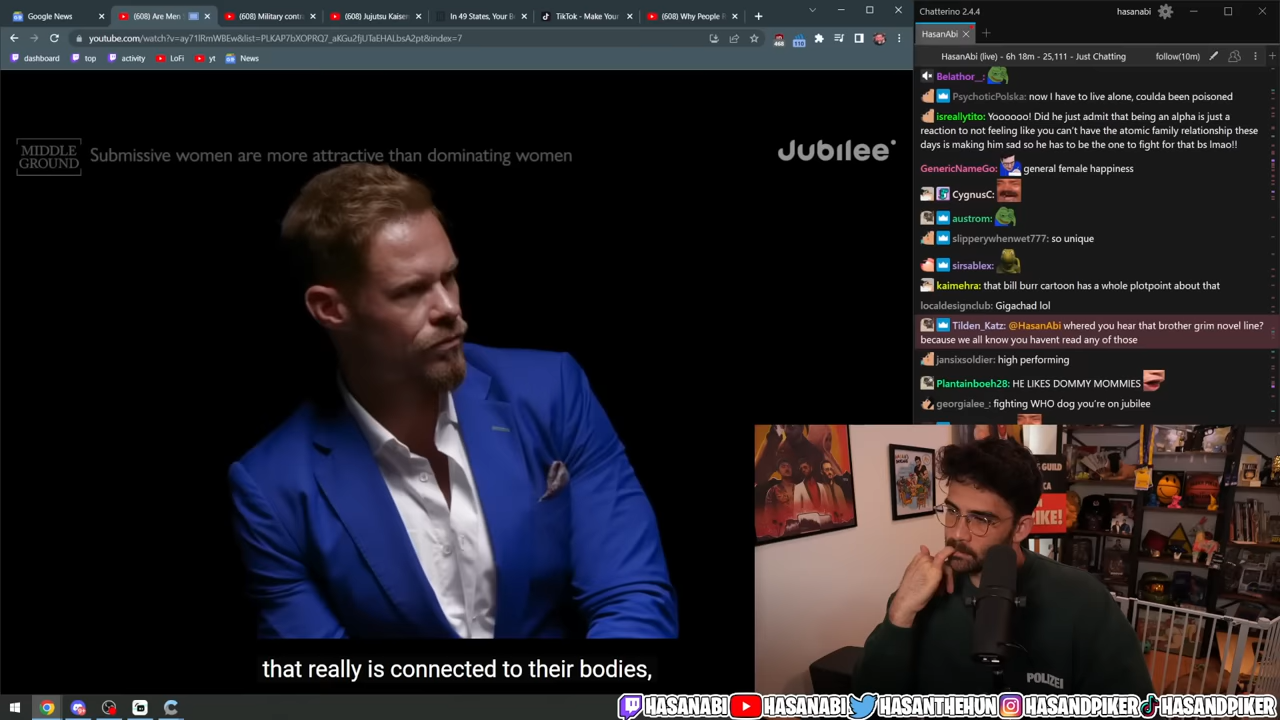 Google News
(608) Are Men
(608) Military contr
(608) Jujutsu Kaisen
In 49 States, Your B
TikTok - Make Your
(608) Why People I
youtube.com/watch?v=ay71lRmWBEw&list=PLKAP7bXOPRQ7_aKGu2fjUTaEHALbsA2pt&index=7
468
110
dashboard
top
activity
LoFi
yt
News
MIDDLE
GROUND
Submissive women are more attractive than dominating women
Jubilee
that really is connected to their bodies,
Chatterino 2.4.4
hasanabi
HasanAbi
HasanAbi (live) - 6h 18m - 25,111 - Just Chatting
follow(10m)
Belathor__:
PsychoticPolska: now I have to live alone, coulda been poisoned
isreallytito: Yoooooo! Did he just admit that being an alpha is just a
reaction to not feeling like you can't have the atomic family relationship these
days is making him sad so he has to be the one to fight for that bs lmao!!
GenericNameGo: general female happiness
CygnusC:
austrom:
slipperywhenwet777: so unique
sirsablex:
kaimehra: that bill burr cartoon has a whole plotpoint about that
localdesignclub: Gigachad lol
Tilden_Katz: @HasanAbi whered you hear that brother grim novel line?
because we all know you havent read any of those
jansixsoldier: high performing
Plantainboeh28: HE LIKES DOMMY MOMMIES
georgialee_: fighting WHO dog you're on jubilee
GUILD
CA
KE!
POLIZEI
HASANABI
HASANABI
HASANTHEHUN
HASANDPIKER
HASANDPIKER